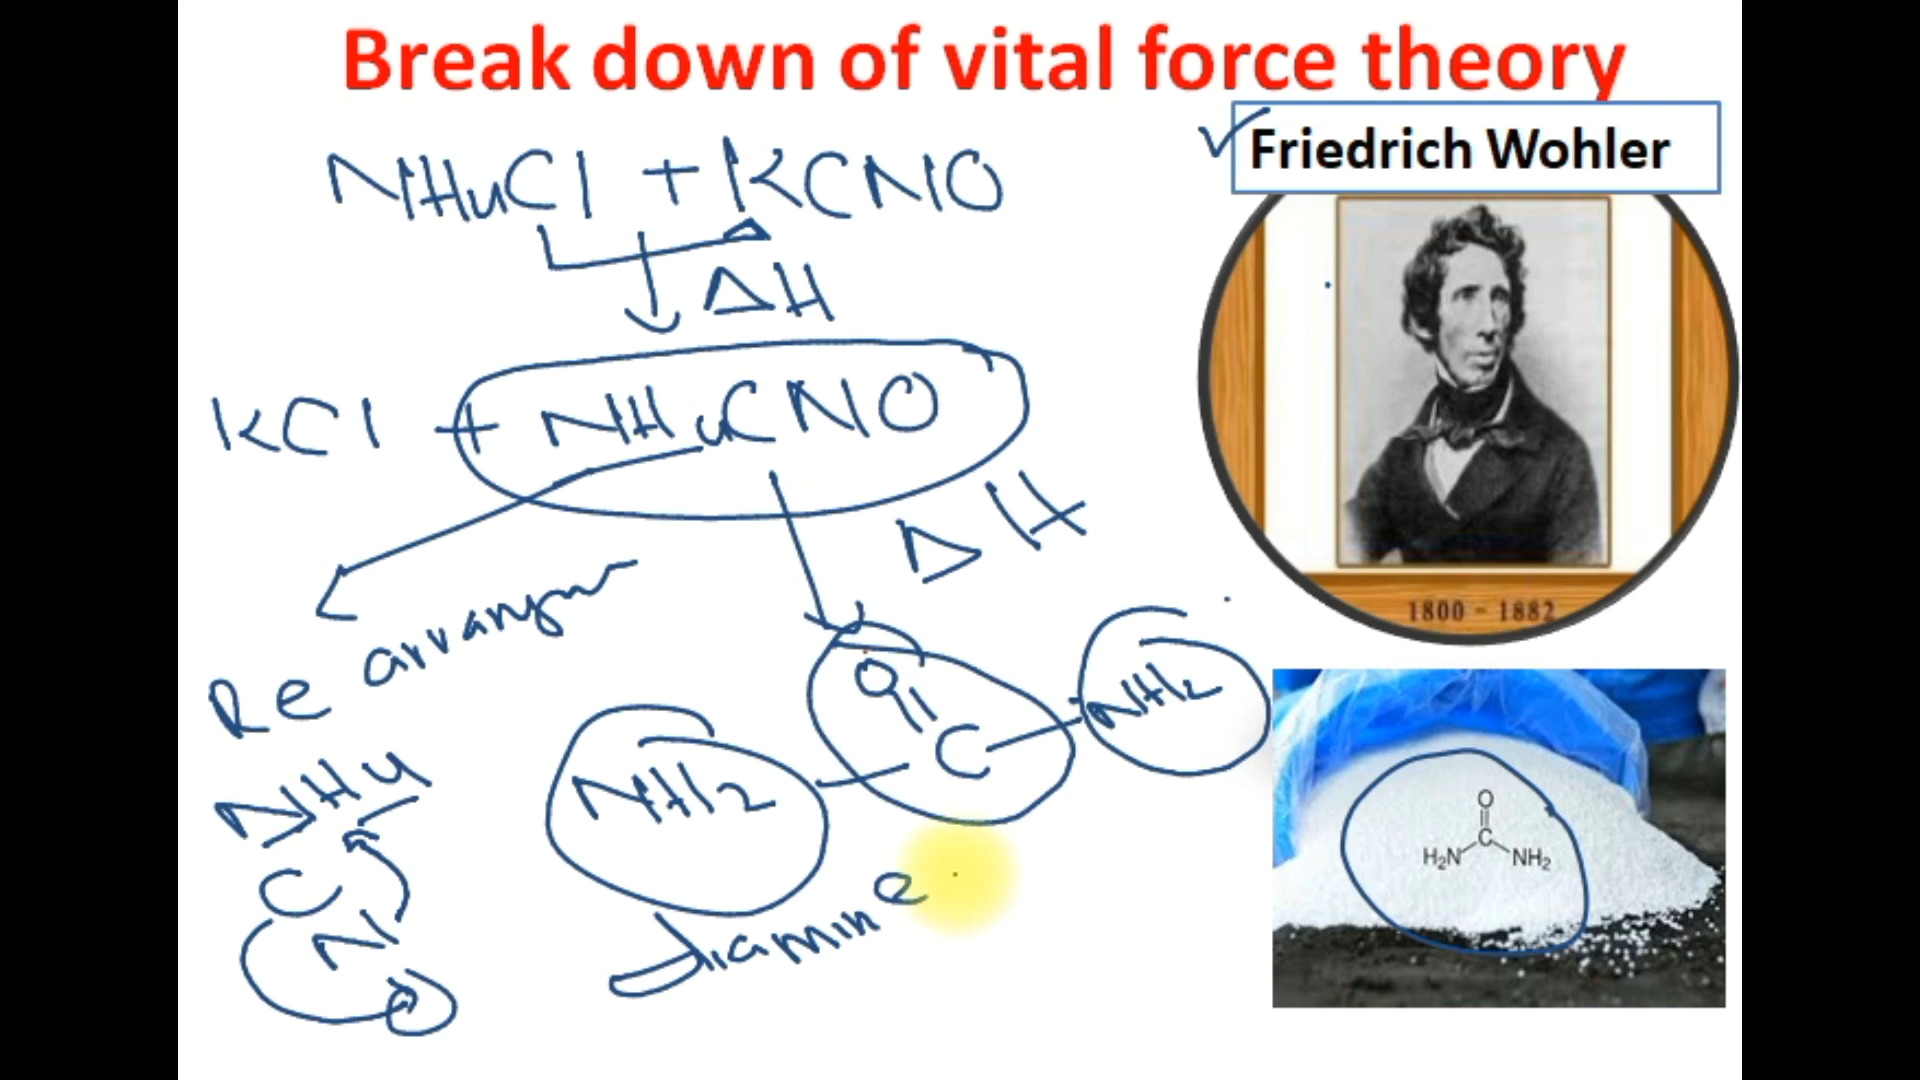 Break down of vital force theory
Friedrich Wohler
NH4Cl + KCNO
ΔH
KCl + NH4CNO
ΔH
1800 - 1882
Re
O
C
NH2
NH2
NH4
C
N
O
diamine
O
C
H2N
NH2